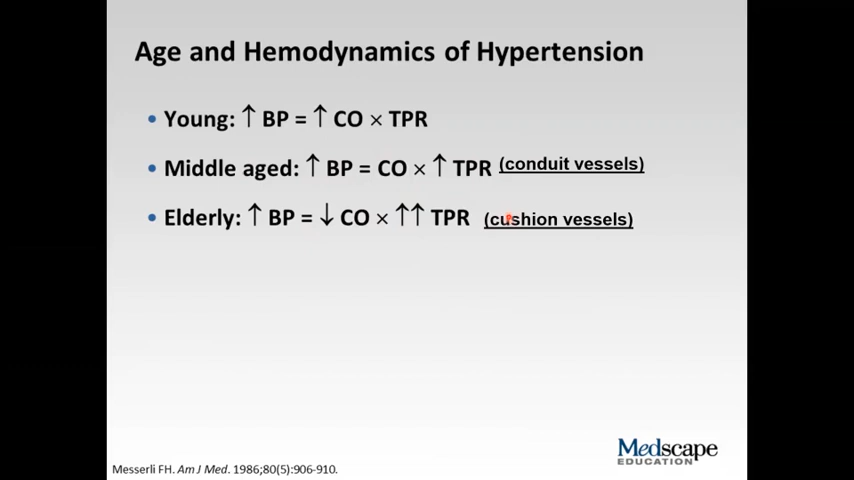 Age and Hemodynamics of Hypertension
• Young: ↑ BP = ↑ CO × TPR
• Middle aged: ↑ BP = CO × ↑ TPR (conduit vessels)
• Elderly: ↑ BP = ↓ CO × ↑↑ TPR (cushion vessels)
Medscape
EDUCATION
Messerli FH. Am J Med. 1986;80(5):906-910.